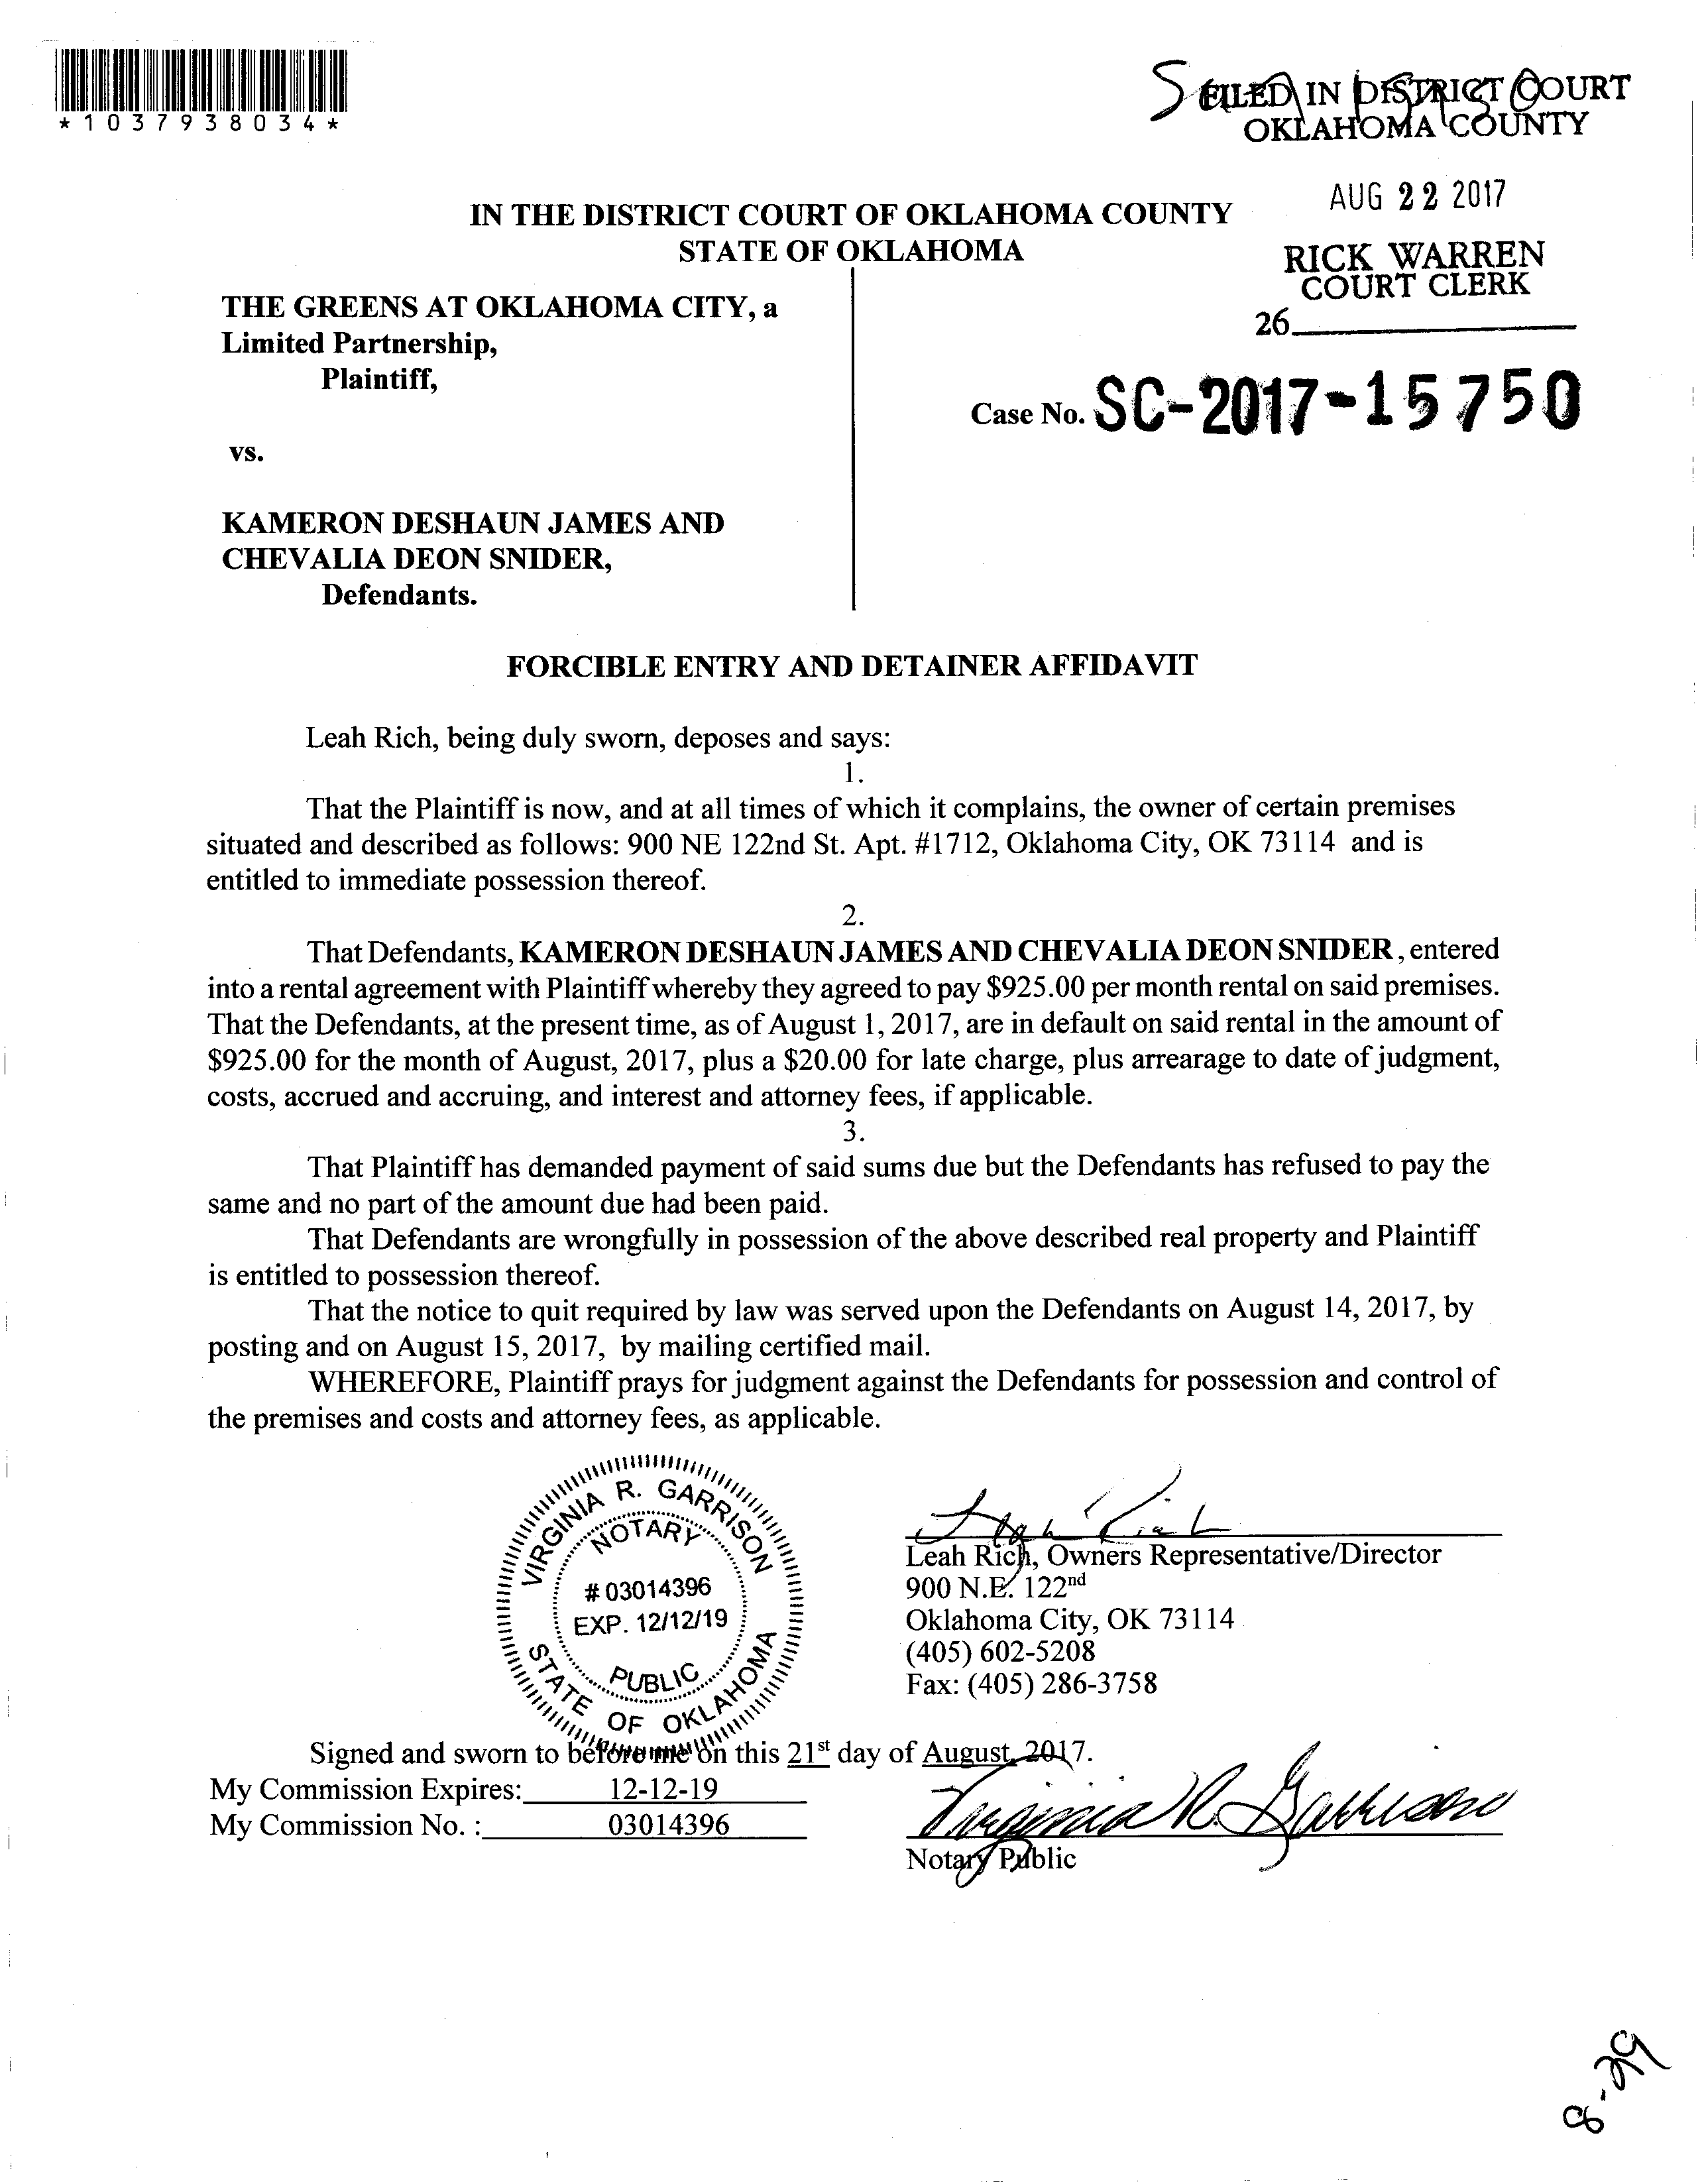 *1037938034*
FILED IN DISTRICT COURT
OKLAHOMA COUNTY
AUG 22 2017
RICK WARREN
COURT CLERK
26
IN THE DISTRICT COURT OF OKLAHOMA COUNTY
STATE OF OKLAHOMA
THE GREENS AT OKLAHOMA CITY, a
Limited Partnership,
Plaintiff,
Case No. SC-2017-15750
vs.
KAMERON DESHAUN JAMES AND
CHEVALIA DEON SNIDER,
Defendants.
FORCIBLE ENTRY AND DETAINER AFFIDAVIT
Leah Rich, being duly sworn, deposes and says:
1.
That the Plaintiff is now, and at all times of which it complains, the owner of certain premises
situated and described as follows: 900 NE 122nd St. Apt. #1712, Oklahoma City, OK 73114 and is
entitled to immediate possession thereof.
2.
That Defendants, KAMERON DESHAUN JAMES AND CHEVALIA DEON SNIDER, entered
into a rental agreement with Plaintiff whereby they agreed to pay $925.00 per month rental on said premises.
That the Defendants, at the present time, as of August 1, 2017, are in default on said rental in the amount of
$925.00 for the month of August, 2017, plus a $20.00 for late charge, plus arrearage to date of judgment,
costs, accrued and accruing, and interest and attorney fees, if applicable.
3.
That Plaintiff has demanded payment of said sums due but the Defendants has refused to pay the
same and no part of the amount due had been paid.
That Defendants are wrongfully in possession of the above described real property and Plaintiff
is entitled to possession thereof.
That the notice to quit required by law was served upon the Defendants on August 14, 2017, by
posting and on August 15, 2017, by mailing certified mail.
WHEREFORE, Plaintiff prays for judgment against the Defendants for possession and control of
the premises and costs and attorney fees, as applicable.
VIRGINIA R. GARRISON
NOTARY
# 03014396
EXP. 12/12/19
PUBLIC
STATE OF OKLAHOMA
Leah Rich
Leah Rich, Owners Representative/Director
900 N.E. 122nd
Oklahoma City, OK 73114
(405) 602-5208
Fax: (405) 286-3758
Signed and sworn to before me on this 21st day of August, 2017.
My Commission Expires: 12-12-19
My Commission No. : 03014396
Virginia R. Garrison
Notary Public
8-29